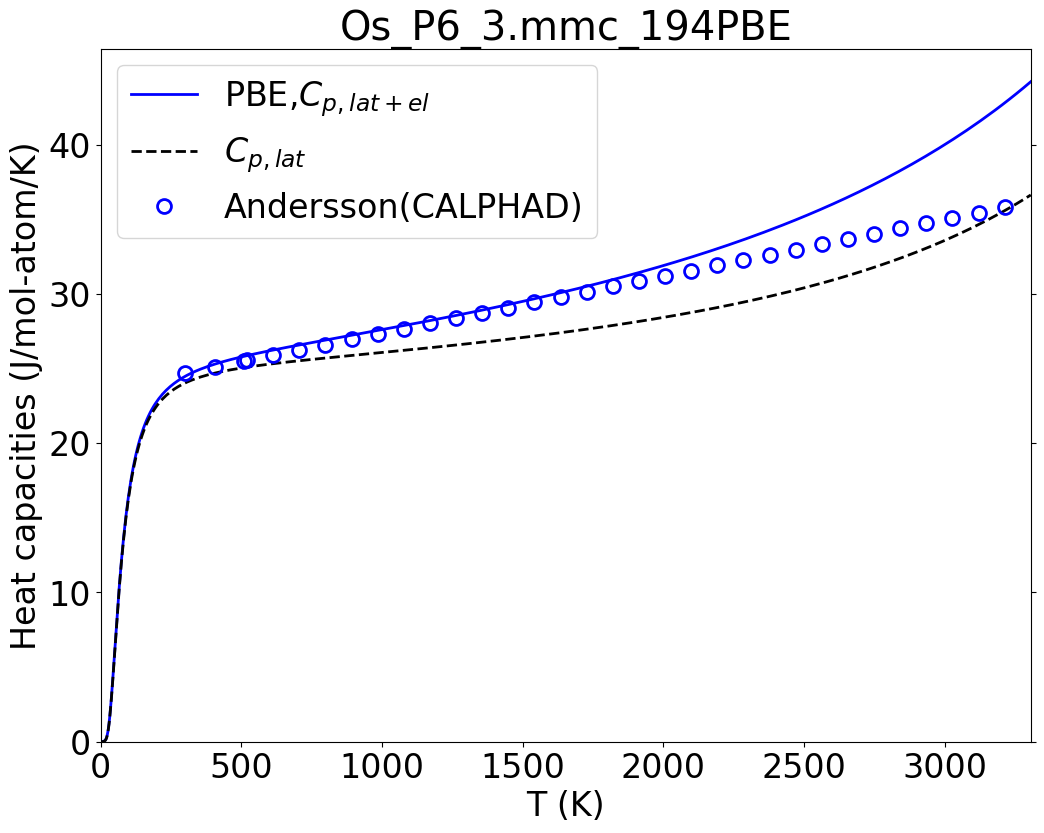 Os_P6_3.mmc_194PBE
PBE,C_{p,lat+el}
C_{p,lat}
Andersson(CALPHAD)
Heat capacities (J/mol-atom/K)
40
30
20
10
0
0 500 1000 1500 2000 2500 3000
T (K)